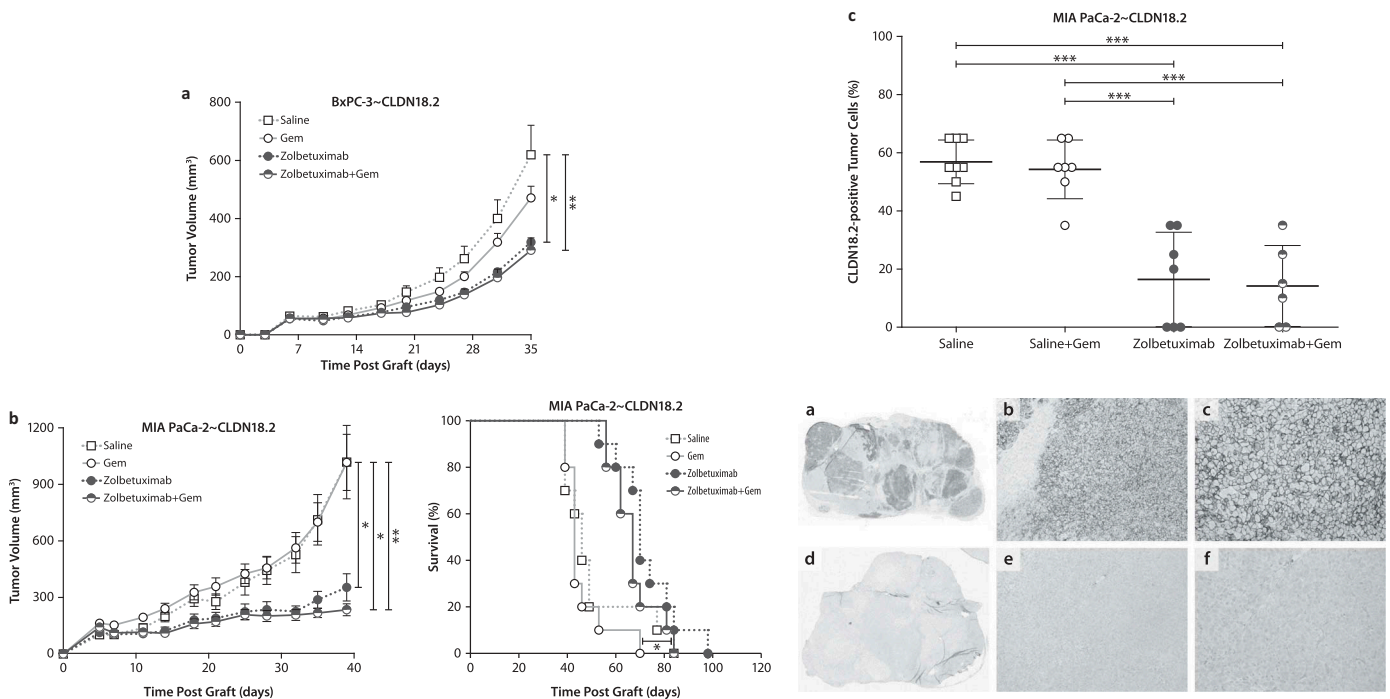 a
BxPC-3~CLDN18.2
Tumor Volume (mm³)
800
600
400
200
0
Saline
Gem
Zolbetuximab
Zolbetuximab+Gem
*
**
0 7 14 21 28 35
Time Post Graft (days)
c
MIA PaCa-2~CLDN18.2
CLDN18.2-positive Tumor Cells (%)
100
80
60
40
20
0
***
***
***
***
Saline Saline+Gem Zolbetuximab Zolbetuximab+Gem
b
MIA PaCa-2~CLDN18.2
Tumor Volume (mm³)
1200
900
600
300
0
Saline
Gem
Zolbetuximab
Zolbetuximab+Gem
*
*
**
0 10 20 30 40
Time Post Graft (days)
MIA PaCa-2~CLDN18.2
Survival (%)
100
80
60
40
20
0
Saline
Gem
Zolbetuximab
Zolbetuximab+Gem
*
0 20 40 60 80 100 120
Time Post Graft (days)
a b c
d e f